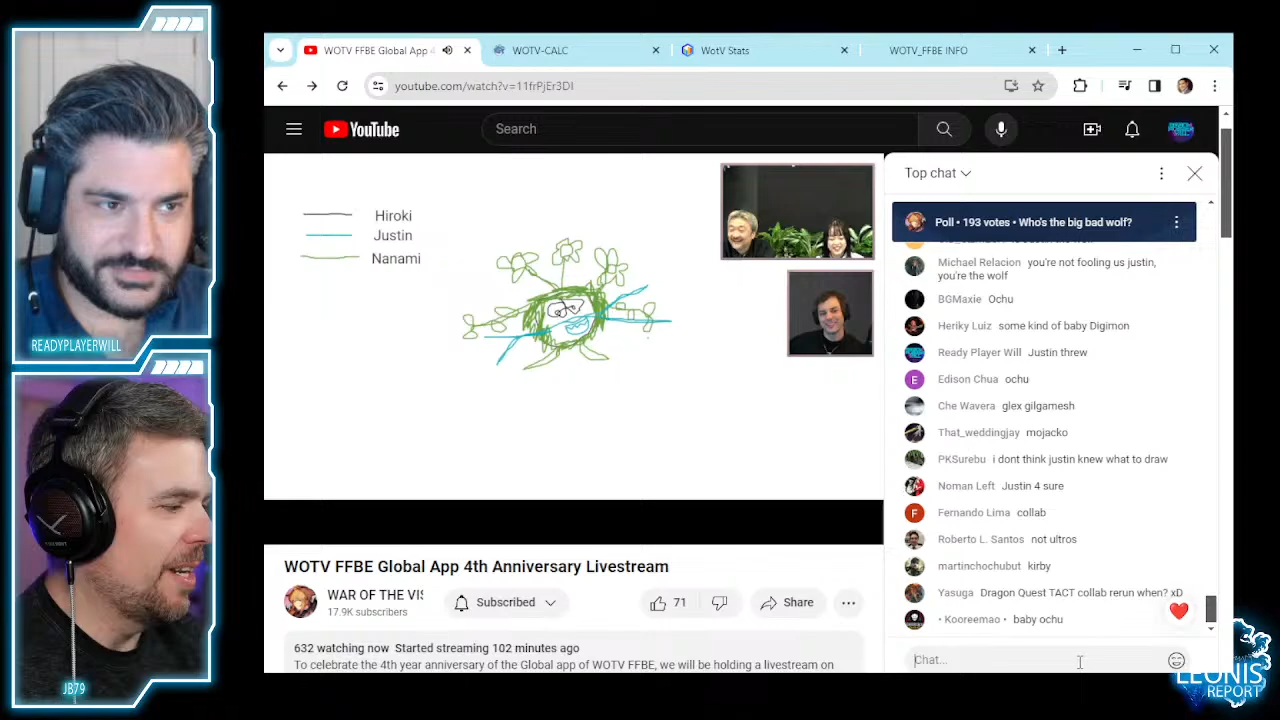 WOTV FFBE Global App 4
WOTV-CALC
WotV Stats
WOTV_FFBE INFO
youtube.com/watch?v=11frPjEr3DI
YouTube
Search
Hiroki
Justin
Nanami
Top chat
Poll • 193 votes • Who's the big bad wolf?
Michael Relacion you're not fooling us justin,
you're the wolf
BGMaxie Ochu
Heriky Luiz some kind of baby Digimon
Ready Player Will Justin threw
E Edison Chua ochu
Che Wavera glex gilgamesh
That_weddingjay mojacko
PKSurebu i dont think justin knew what to draw
Noman Left Justin 4 sure
F Fernando Lima collab
Roberto L. Santos not ultros
martinchochubut kirby
Yasuga Dragon Quest TACT collab rerun when? xD
• Kooreemao • baby ochu
Chat...
WOTV FFBE Global App 4th Anniversary Livestream
WAR OF THE VIS
17.9K subscribers
Subscribed
71
Share
632 watching now Started streaming 102 minutes ago
To celebrate the 4th year anniversary of the Global app of WOTV FFBE, we will be holding a livestream on
READYPLAYERWILL
JB79
LEONIS
REPORT